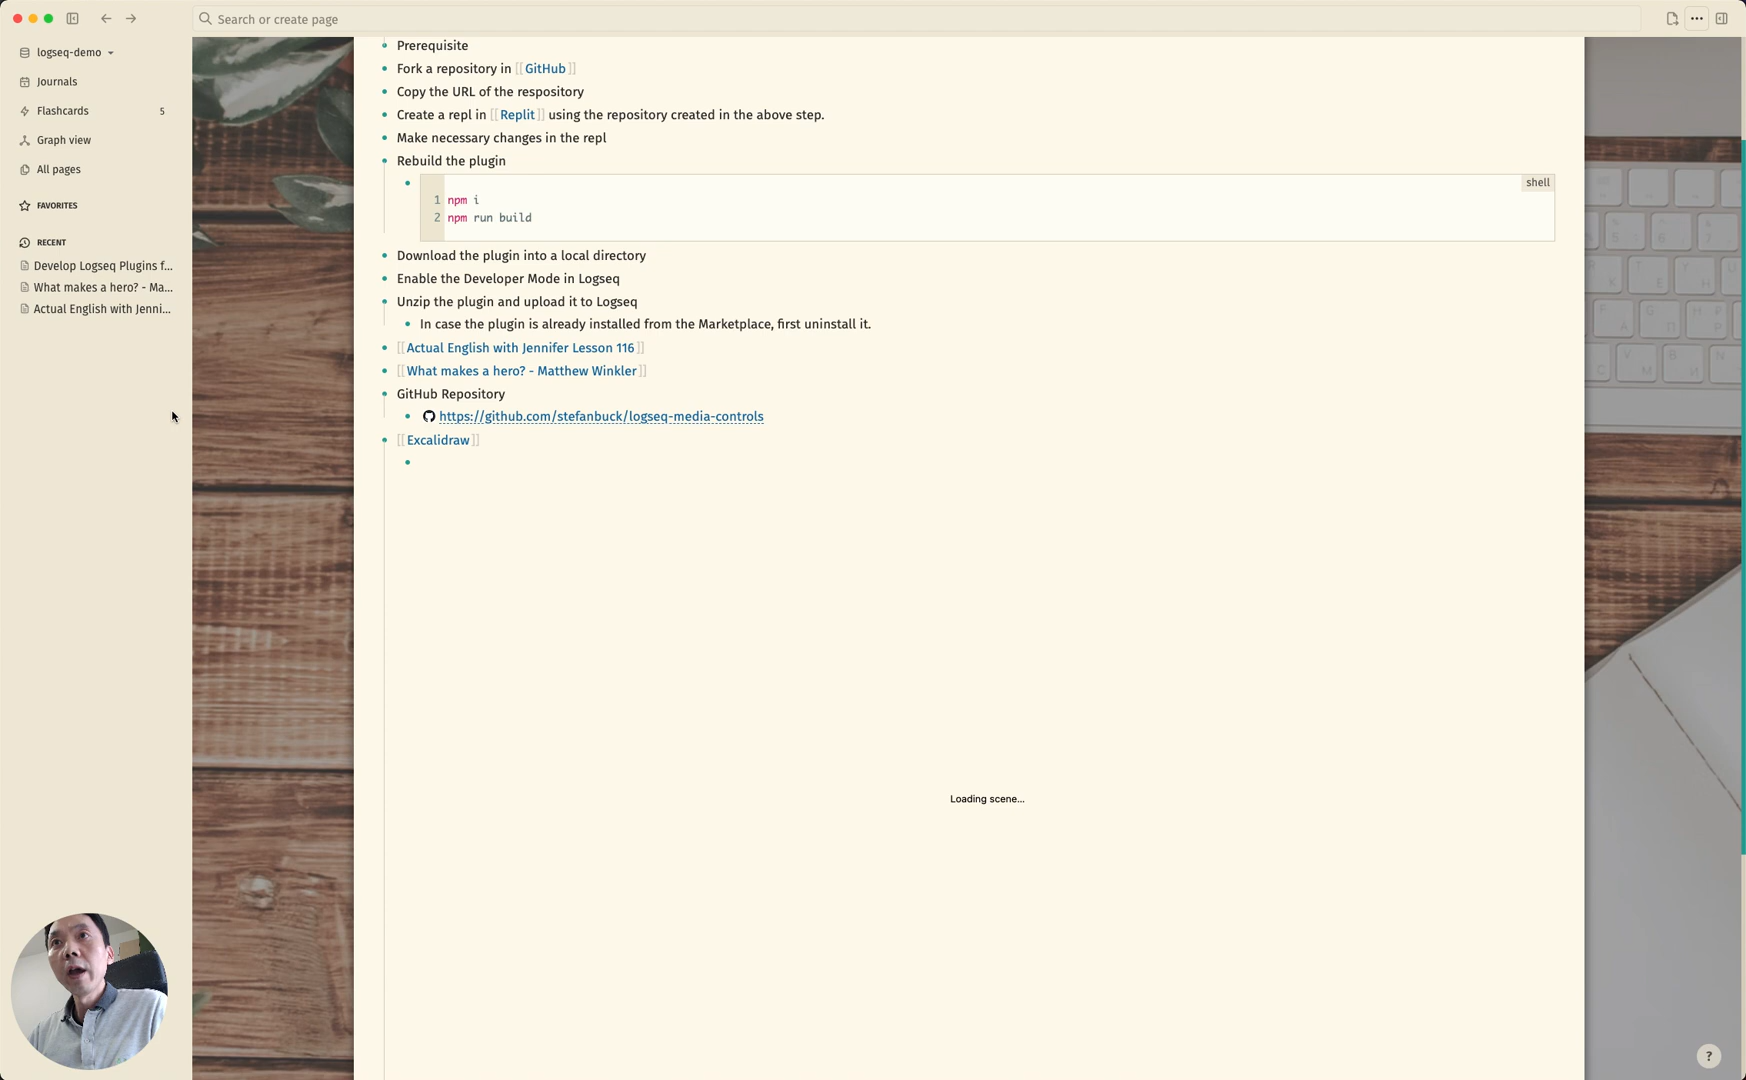 Search or create page
logseq-demo
Journals
Flashcards 5
Graph view
All pages
FAVORITES
RECENT
Develop Logseq Plugins f...
What makes a hero? - Ma...
Actual English with Jenni...
Prerequisite
Fork a repository in [[GitHub]]
Copy the URL of the respository
Create a repl in [[Replit]] using the repository created in the above step.
Make necessary changes in the repl
Rebuild the plugin
shell
1 npm i
2 npm run build
Download the plugin into a local directory
Enable the Developer Mode in Logseq
Unzip the plugin and upload it to Logseq
In case the plugin is already installed from the Marketplace, first uninstall it.
[[Actual English with Jennifer Lesson 116]]
[[What makes a hero? - Matthew Winkler]]
GitHub Repository
https://github.com/stefanbuck/logseq-media-controls
[[Excalidraw]]
Loading scene...
?